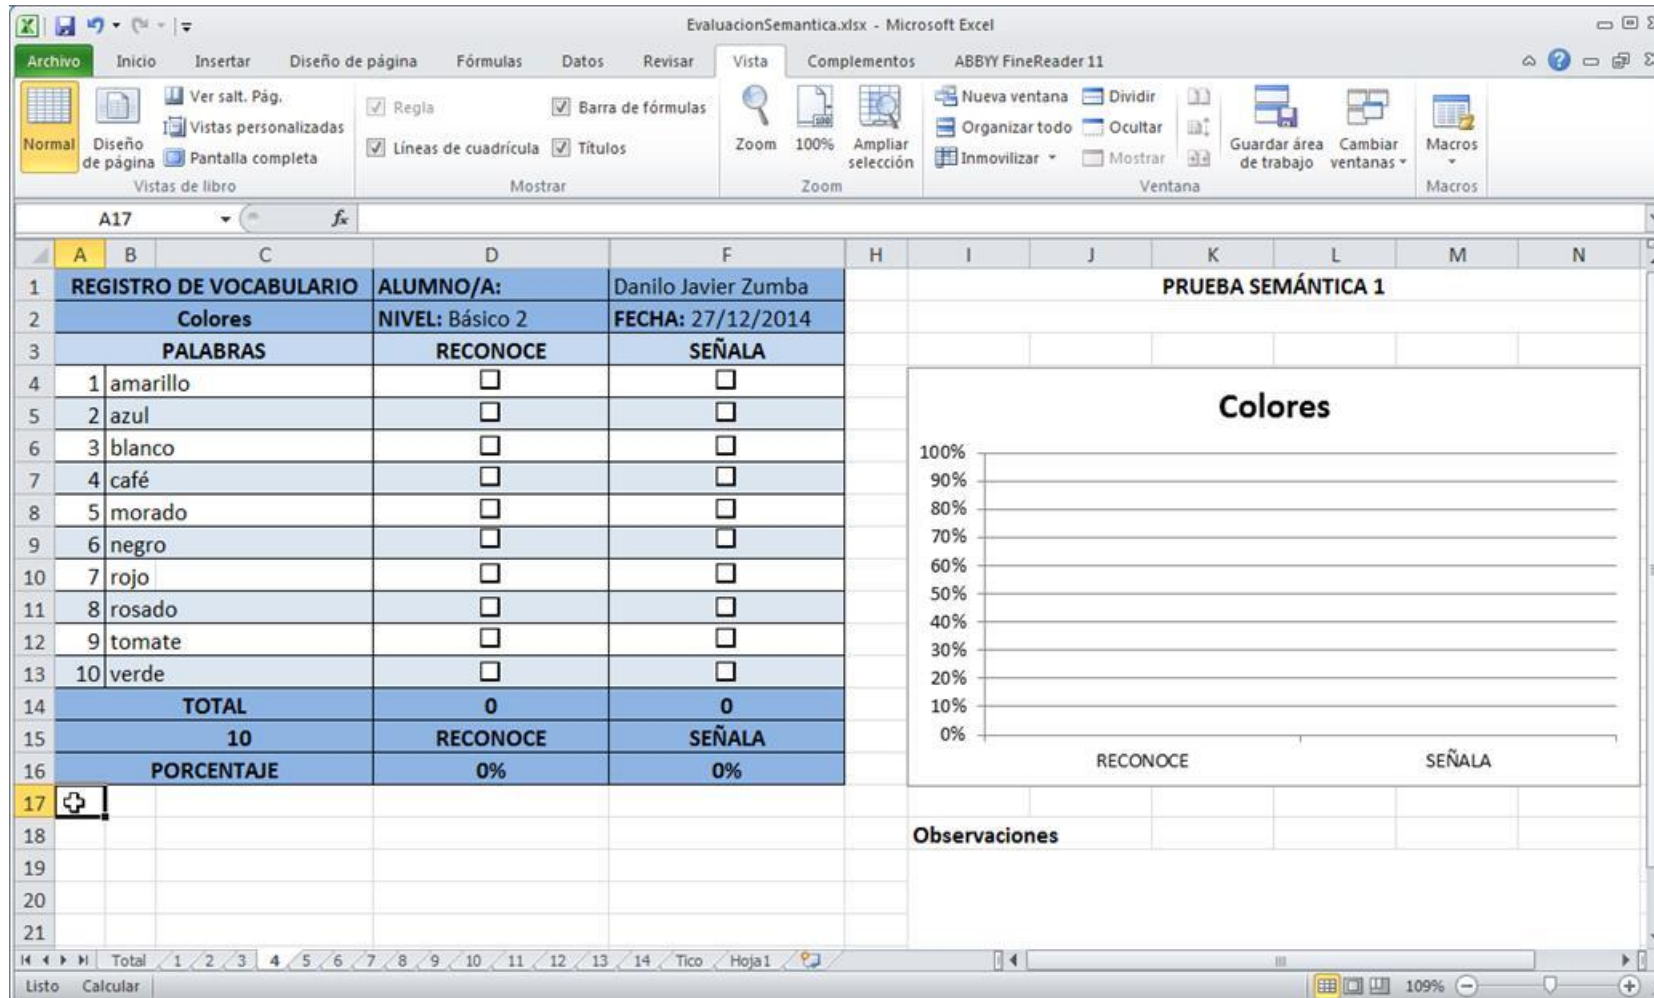 EvaluacionSemantica.xlsx - Microsoft Excel
Archivo Inicio Insertar Diseño de página Fórmulas Datos Revisar Vista Complementos ABBYY FineReader 11
Normal
Diseño de página
Ver salt. Pág.
Vistas personalizadas
Pantalla completa
Vistas de libro
Regla
Barra de fórmulas
Líneas de cuadrícula
Títulos
Mostrar
Zoom
100%
Ampliar selección
Zoom
Nueva ventana
Organizar todo
Inmovilizar
Dividir
Ocultar
Mostrar
Guardar área de trabajo
Cambiar ventanas
Ventana
Macros
Macros
A17 fx
A B C D F H I J K L M N
1 REGISTRO DE VOCABULARIO ALUMNO/A: Danilo Javier Zumba PRUEBA SEMÁNTICA 1
2 Colores NIVEL: Básico 2 FECHA: 27/12/2014
3 PALABRAS RECONOCE SEÑALA
4 1 amarillo
5 2 azul
6 3 blanco
7 4 café
8 5 morado
9 6 negro
10 7 rojo
11 8 rosado
12 9 tomate
13 10 verde
14 TOTAL 0 0
15 10 RECONOCE SEÑALA
16 PORCENTAJE 0% 0%
17
18 Observaciones
19
20
21
Colores
100%
90%
80%
70%
60%
50%
40%
30%
20%
10%
0%
RECONOCE SEÑALA
Total 1 2 3 4 5 6 7 8 9 10 11 12 13 14 Tico Hoja1
Listo Calcular 109%